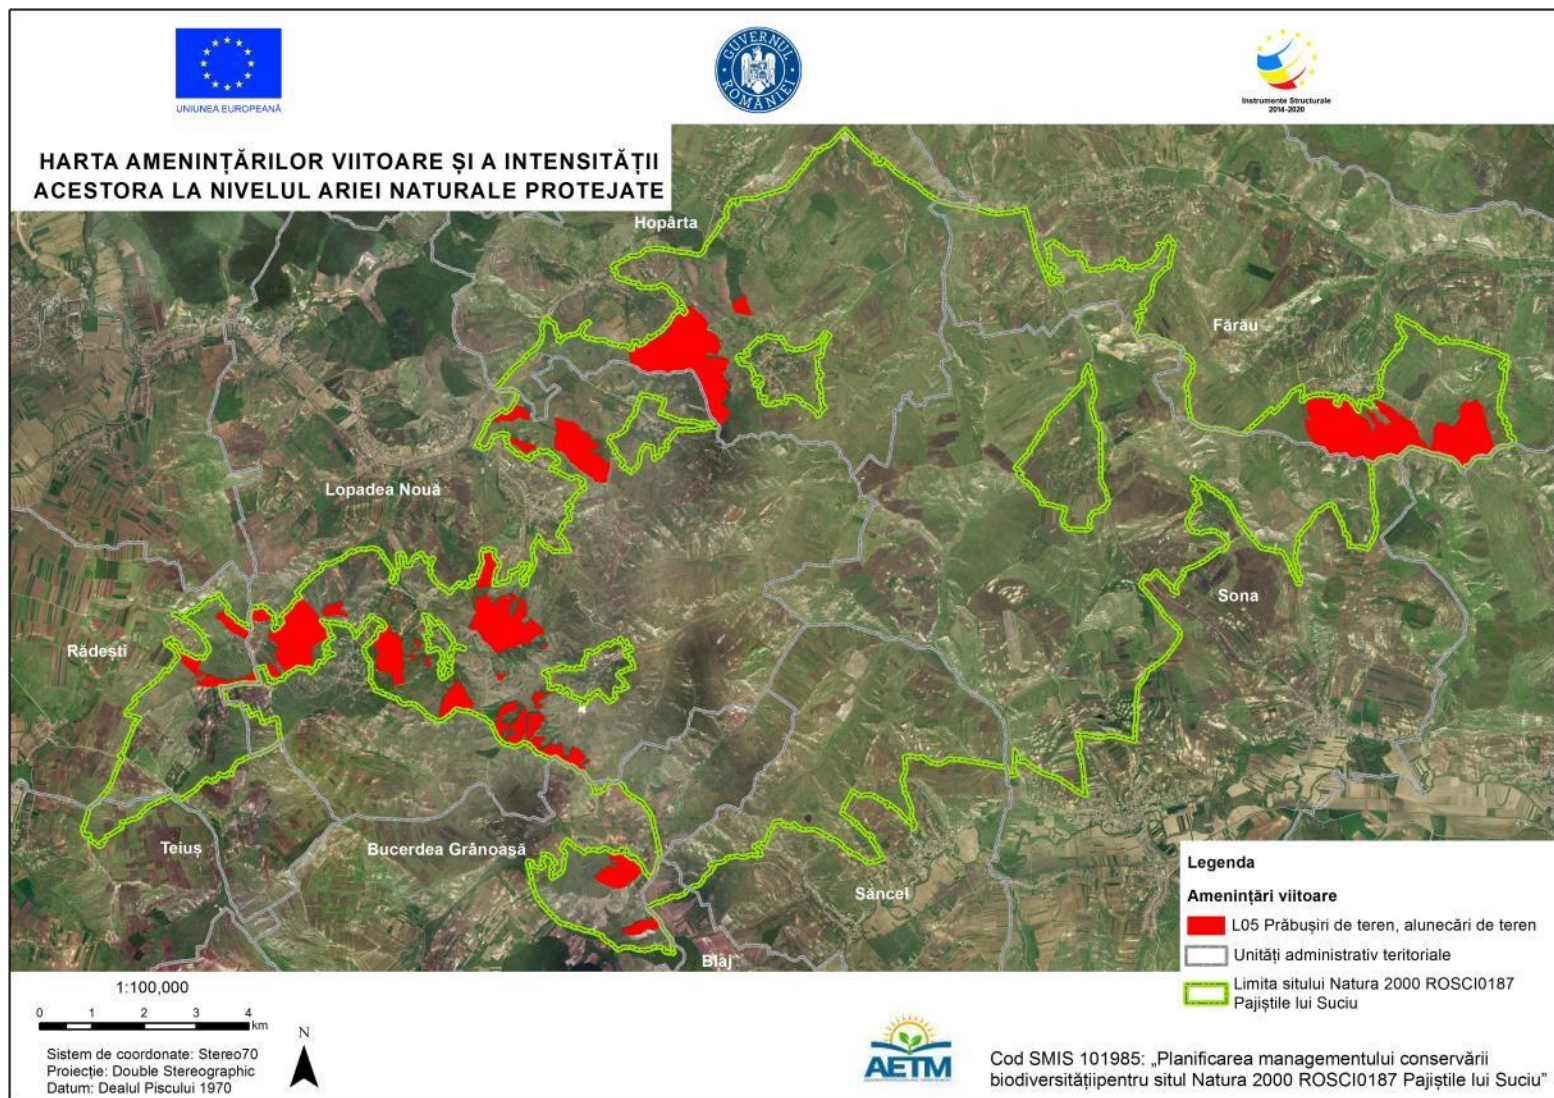 UNIUNEA EUROPEANĂ
GUVERNUL ROMÂNIEI
Instrumente Structurale
2014-2020
HARTA AMENINȚĂRILOR VIITOARE ȘI A INTENSITĂȚII
ACESTORA LA NIVELUL ARIEI NATURALE PROTEJATE
Hopârta
Fărău
Lopadea Nouă
Sona
Rădești
Teiuș
Bucerdea Grânoasă
Săncel
Blaj
Legenda
Amenințări viitoare
L05 Prăbușiri de teren, alunecări de teren
Unități administrativ teritoriale
Limita sitului Natura 2000 ROSCI0187
Pajiștile lui Suciu
1:100,000
0 1 2 3 4
km
N
Sistem de coordonate: Stereo70
Proiecție: Double Stereographic
Datum: Dealul Piscului 1970
AETM
Cod SMIS 101985: „Planificarea managementului conservării
biodiversitățiipentru situl Natura 2000 ROSCI0187 Pajiștile lui Suciu”